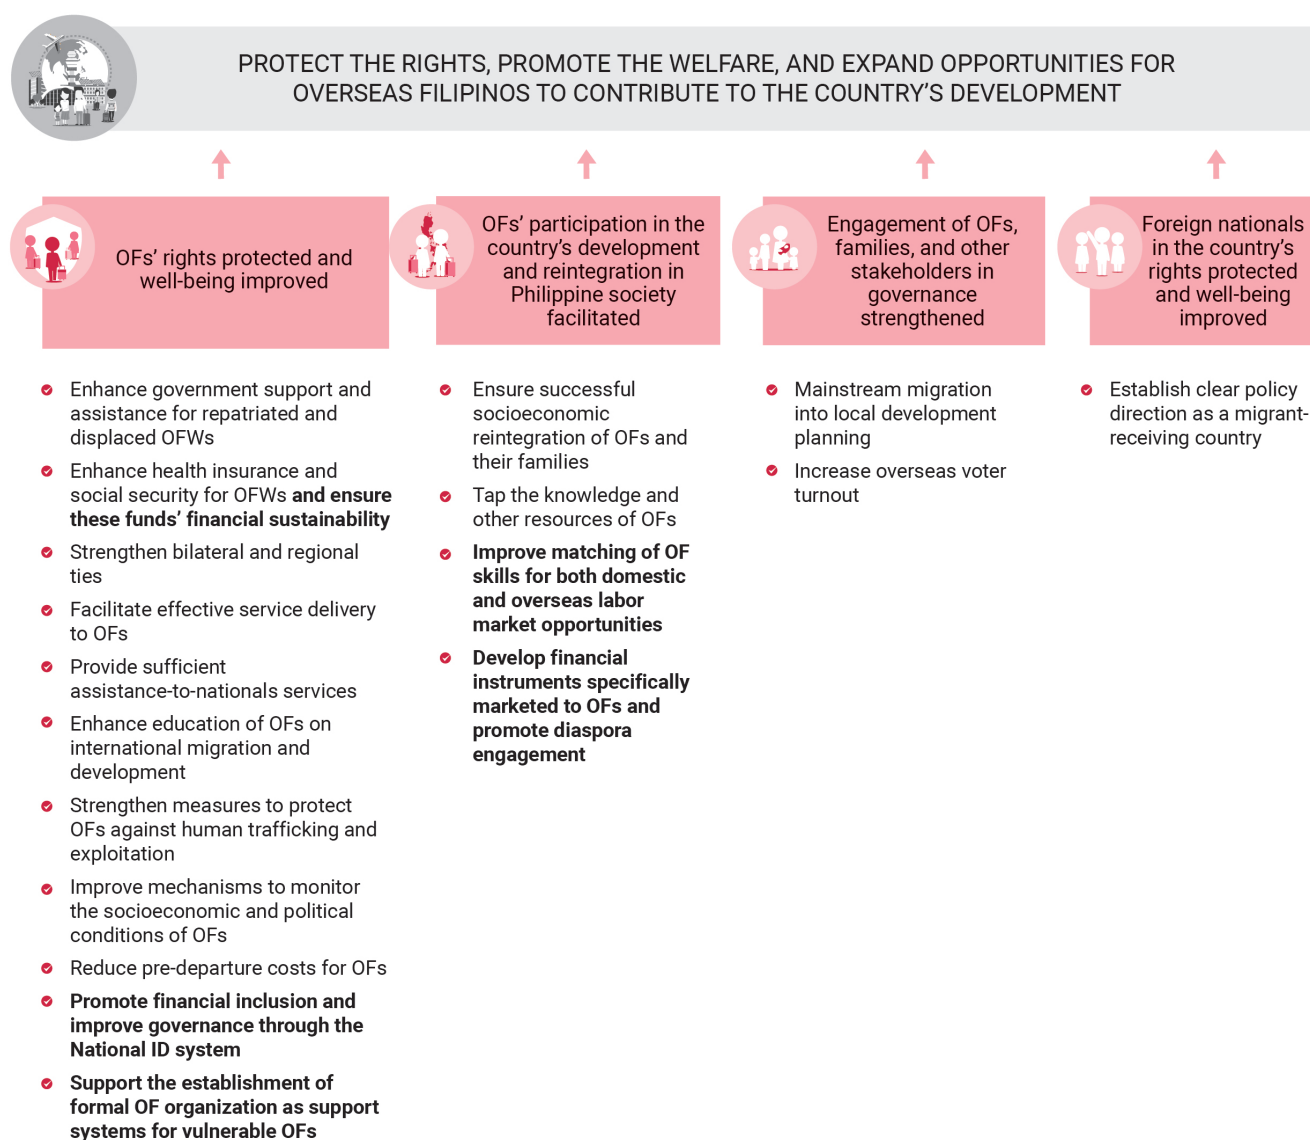 PROTECT THE RIGHTS, PROMOTE THE WELFARE, AND EXPAND OPPORTUNITIES FOR
OVERSEAS FILIPINOS TO CONTRIBUTE TO THE COUNTRY’S DEVELOPMENT
OFs’ rights protected and
well-being improved
Enhance government support and
assistance for repatriated and
displaced OFWs
Enhance health insurance and
social security for OFWs and ensure
these funds’ financial sustainability
Strengthen bilateral and regional
ties
Facilitate effective service delivery
to OFs
Provide sufficient
assistance-to-nationals services
Enhance education of OFs on
international migration and
development
Strengthen measures to protect
OFs against human trafficking and
exploitation
Improve mechanisms to monitor
the socioeconomic and political
conditions of OFs
Reduce pre-departure costs for OFs
Promote financial inclusion and
improve governance through the
National ID system
Support the establishment of
formal OF organization as support
systems for vulnerable OFs
OFs’ participation in the
country’s development
and reintegration in
Philippine society
facilitated
Ensure successful
socioeconomic
reintegration of OFs and
their families
Tap the knowledge and
other resources of OFs
Improve matching of OF
skills for both domestic
and overseas labor
market opportunities
Develop financial
instruments specifically
marketed to OFs and
promote diaspora
engagement
Engagement of OFs,
families, and other
stakeholders in
governance
strengthened
Mainstream migration
into local development
planning
Increase overseas voter
turnout
Foreign nationals
in the country’s
rights protected
and well-being
improved
Establish clear policy
direction as a migrant-
receiving country